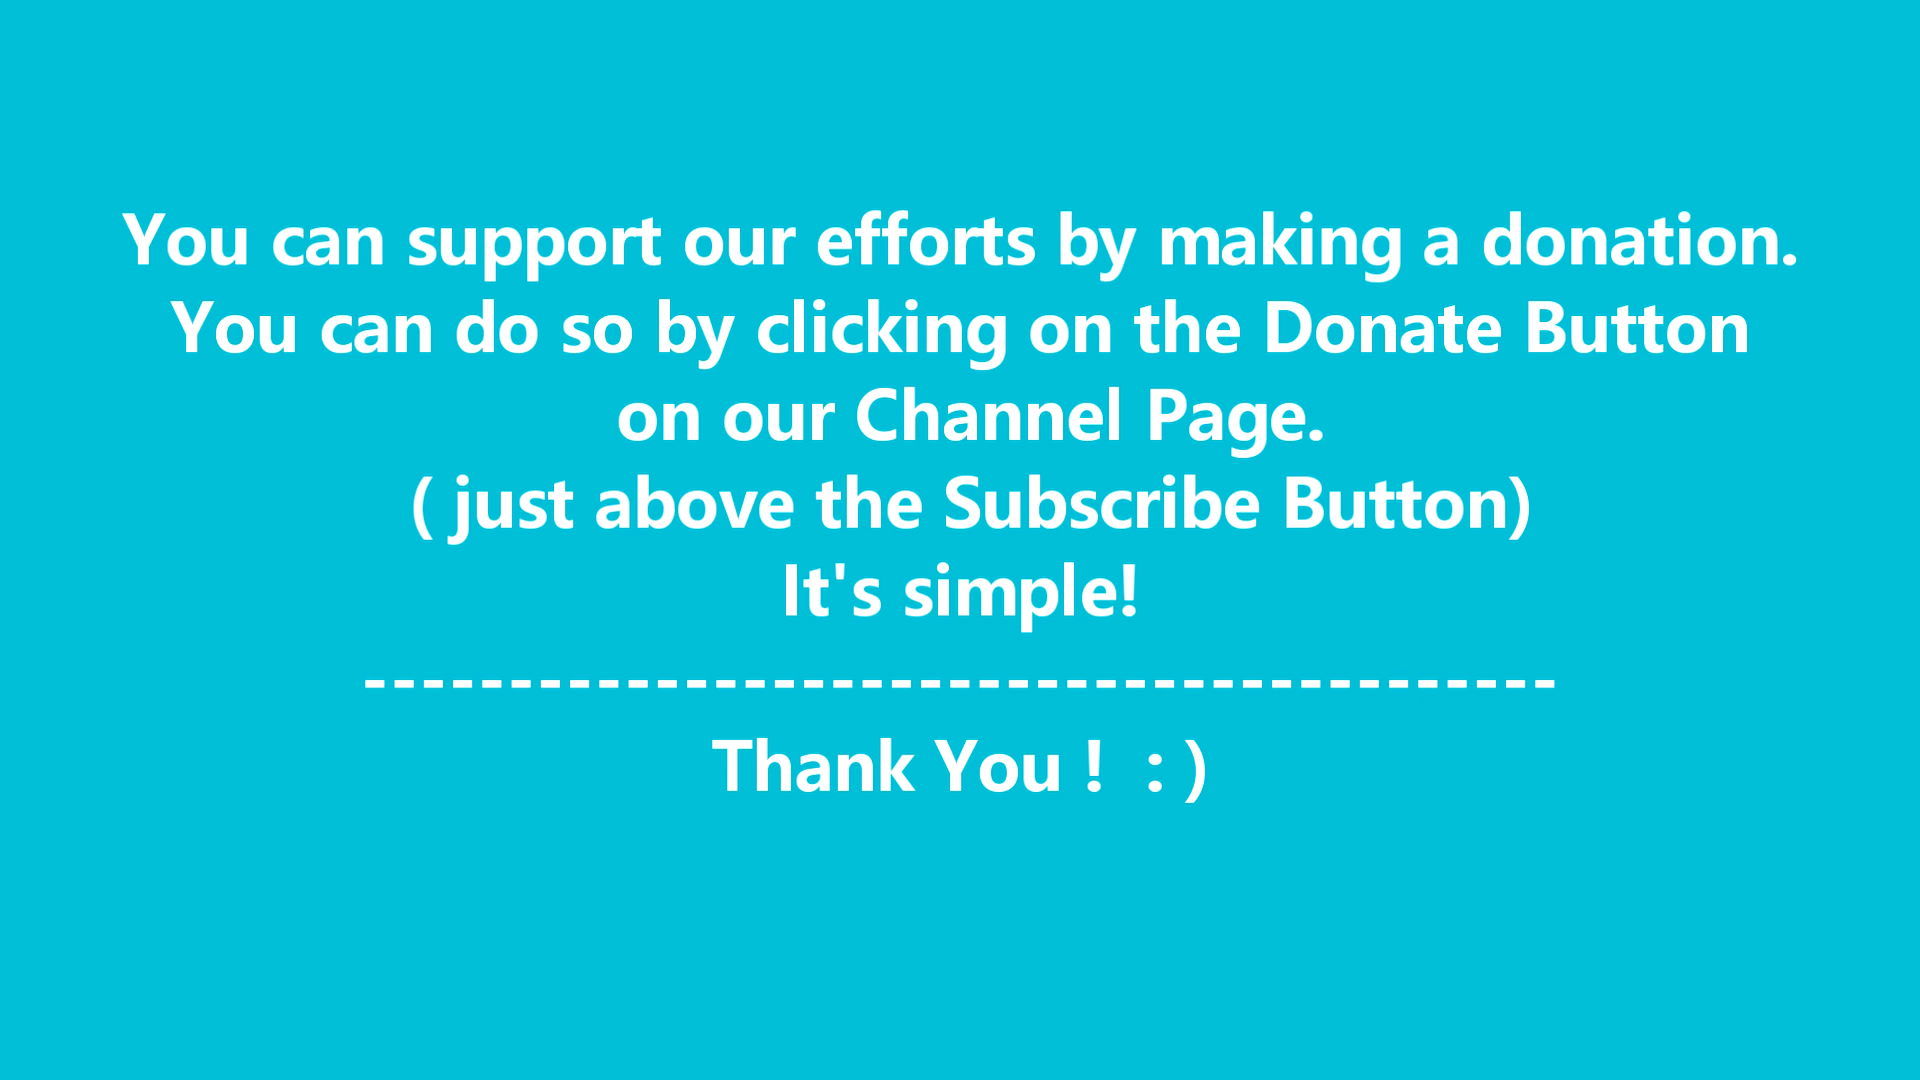 You can support our efforts by making a donation.
You can do so by clicking on the Donate Button
on our Channel Page.
( just above the Subscribe Button)
It's simple!
-----------------------------------------
Thank You !  : )